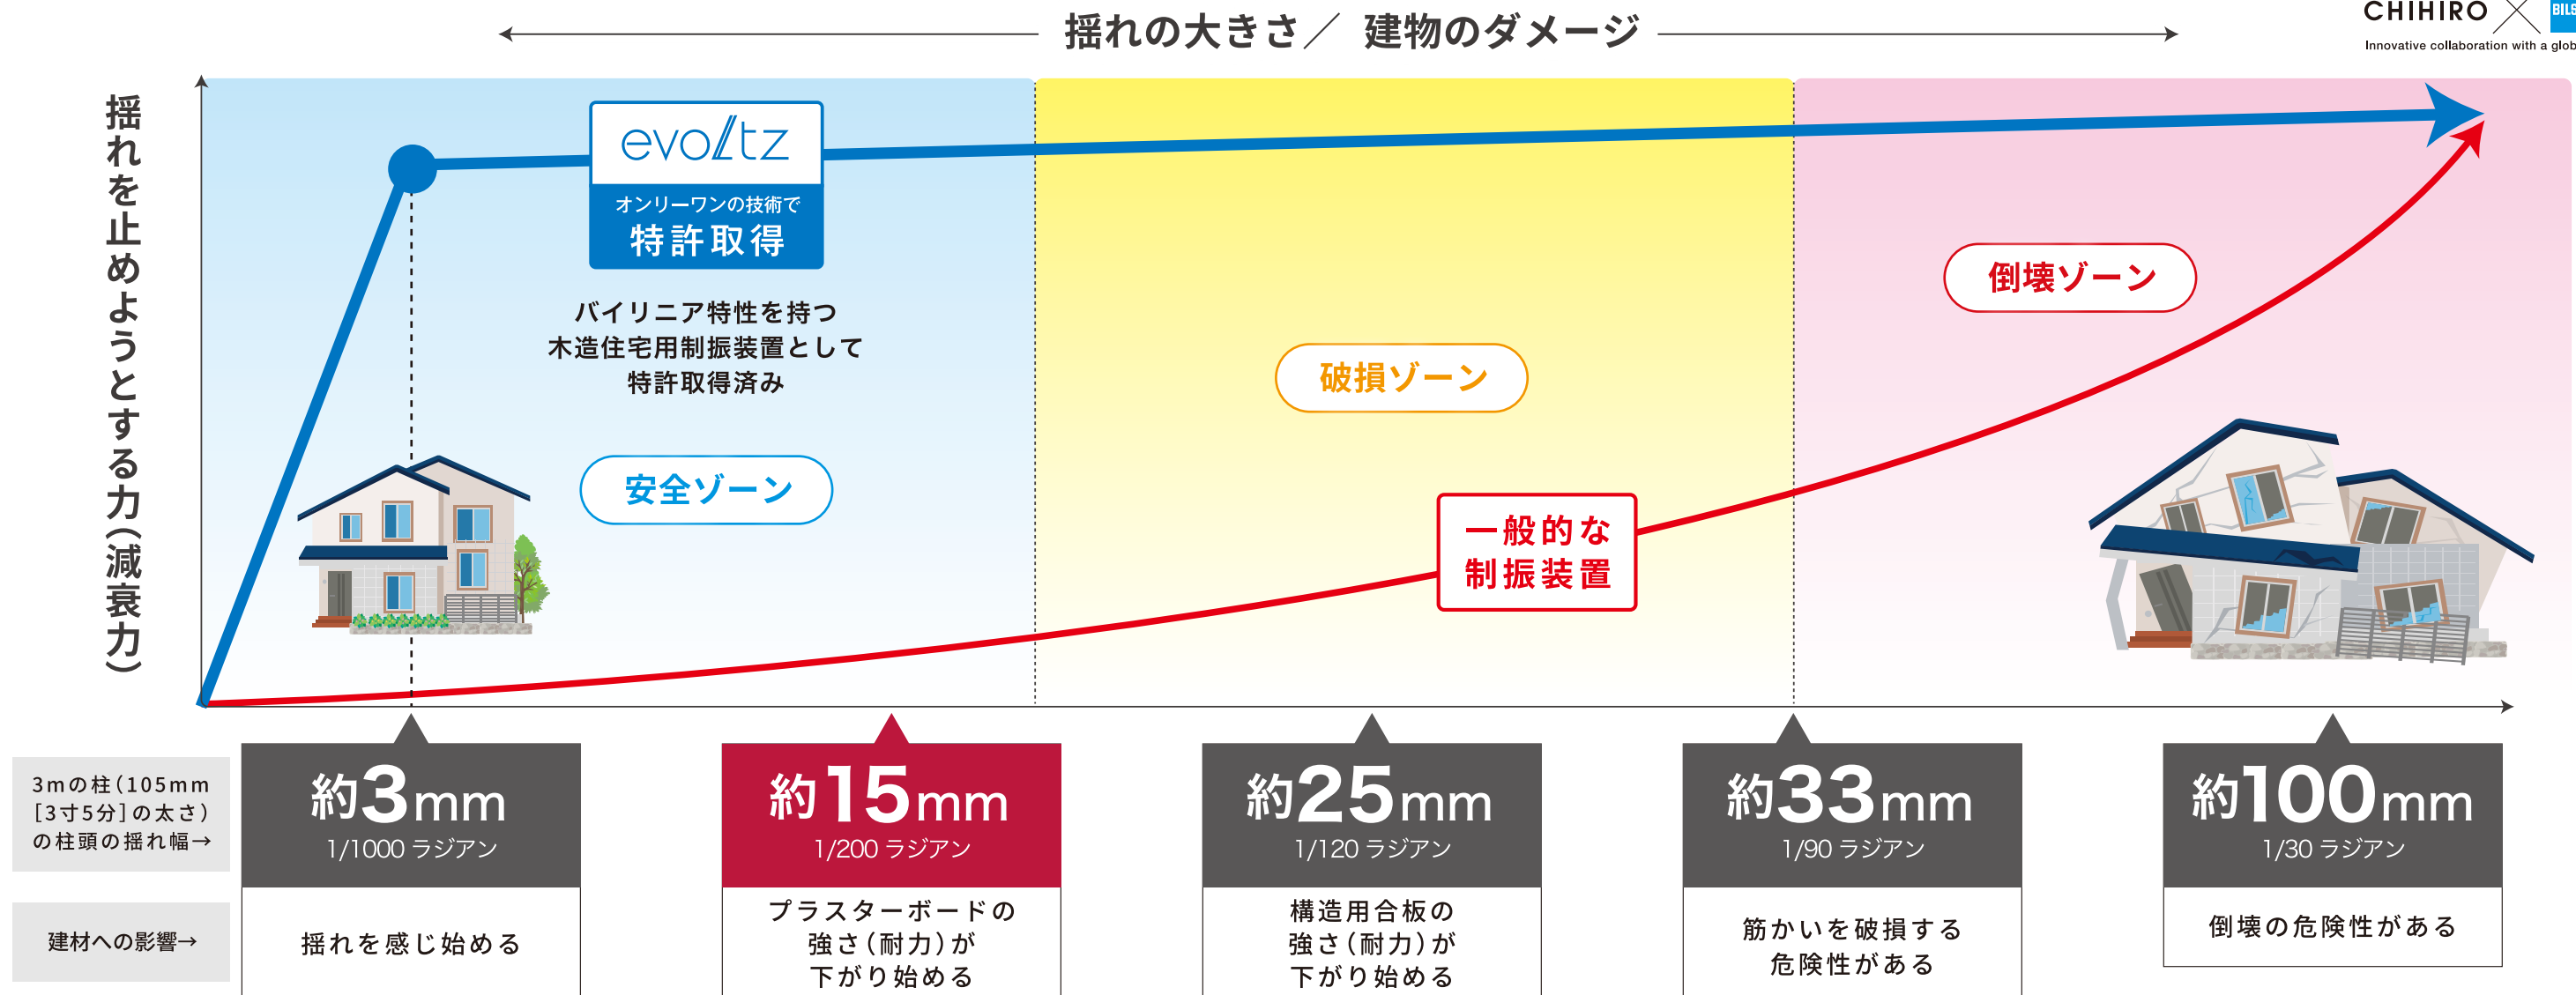 揺れの大きさ／ 建物のダメージ
CHIHIRO × BILS
Innovative collaboration with a glob
揺れを止めようとする力（減衰力）
evoltz
オンリーワンの技術で
特許取得
バイリニア特性を持つ
木造住宅用制振装置として
特許取得済み
安全ゾーン
破損ゾーン
倒壊ゾーン
一般的な
制振装置
3mの柱（105mm
［3寸5分］の太さ）
の柱頭の揺れ幅→
約3mm
1/1000 ラジアン
約15mm
1/200 ラジアン
約25mm
1/120 ラジアン
約33mm
1/90 ラジアン
約100mm
1/30 ラジアン
建材への影響→
揺れを感じ始める
プラスターボードの
強さ（耐力）が
下がり始める
構造用合板の
強さ（耐力）が
下がり始める
筋かいを破損する
危険性がある
倒壊の危険性がある